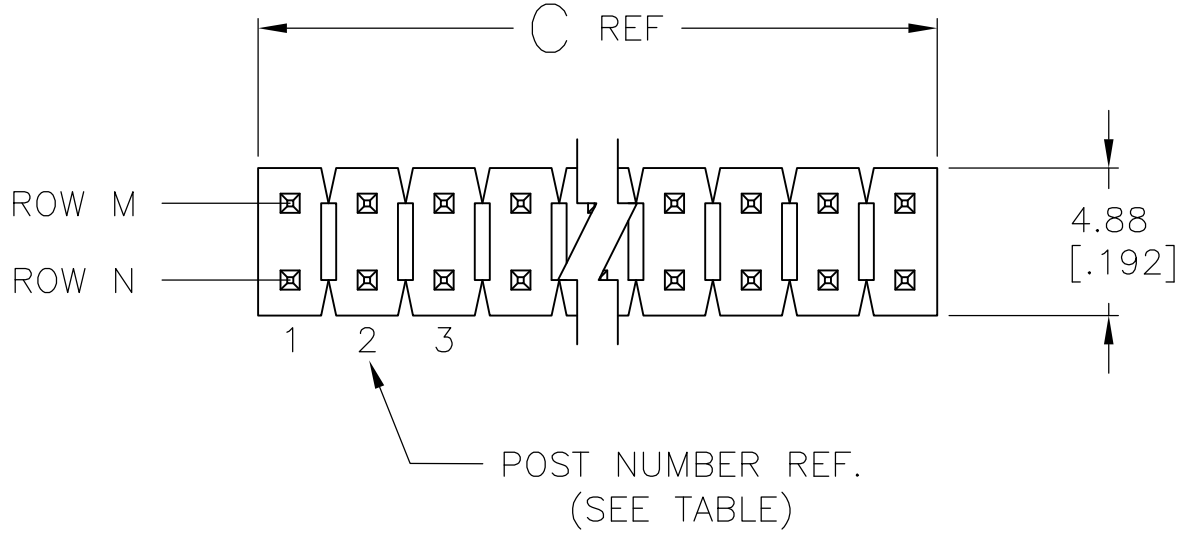 C REF
ROW M
ROW N
4.88
[.192]
1 2 3
POST NUMBER REF.
(SEE TABLE)